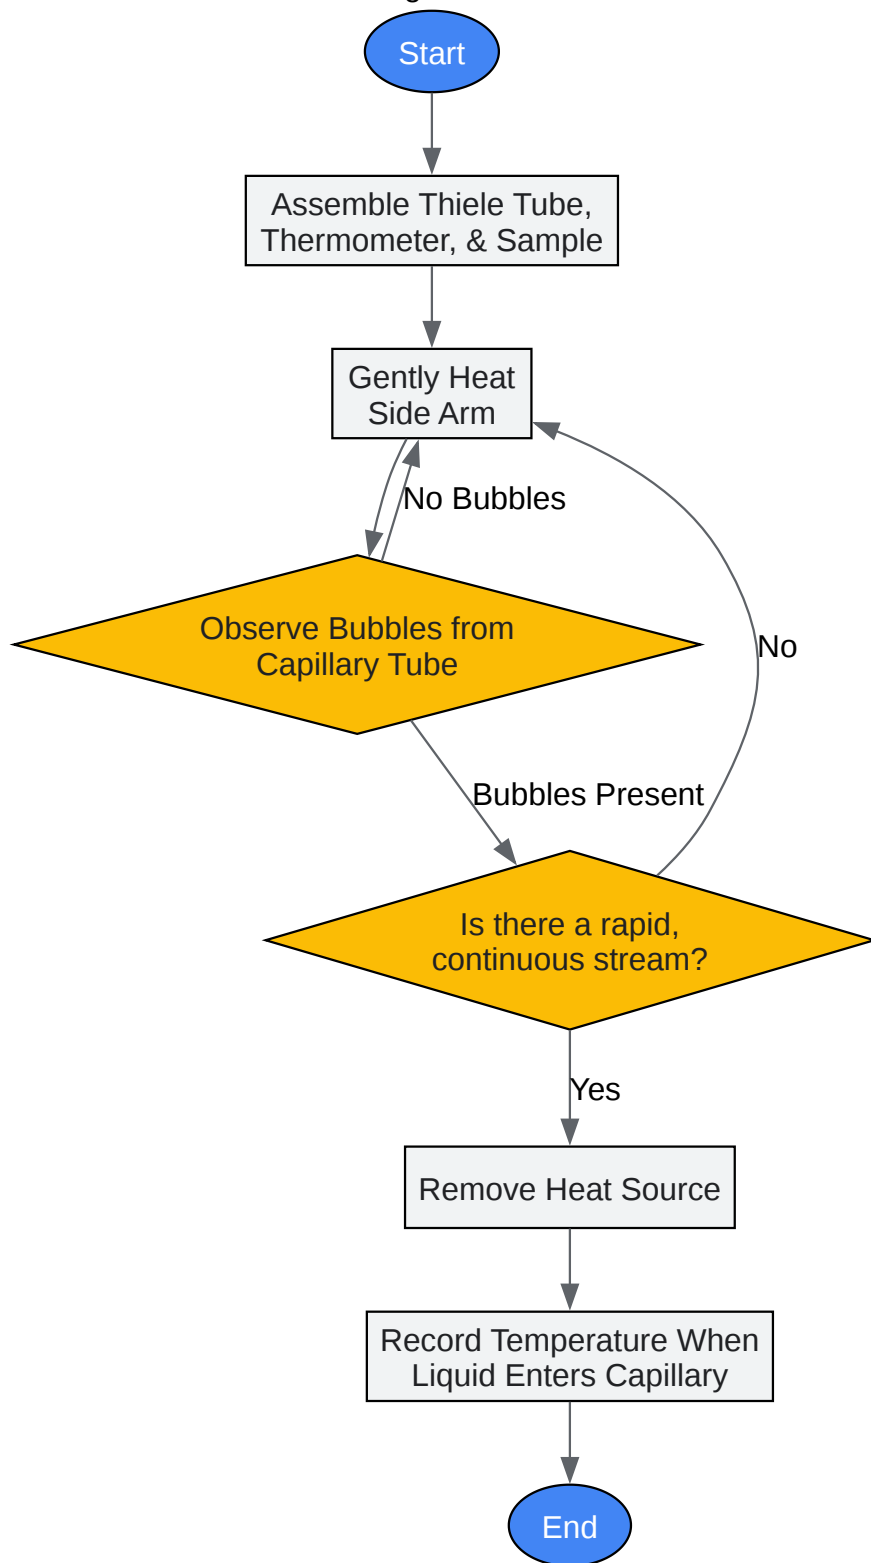 Start
Assemble Thiele Tube,
Thermometer, & Sample
Gently Heat
Side Arm
No Bubbles
Observe Bubbles from
Capillary Tube
No
Bubbles Present
Is there a rapid,
continuous stream?
Yes
Remove Heat Source
Record Temperature When
Liquid Enters Capillary
End